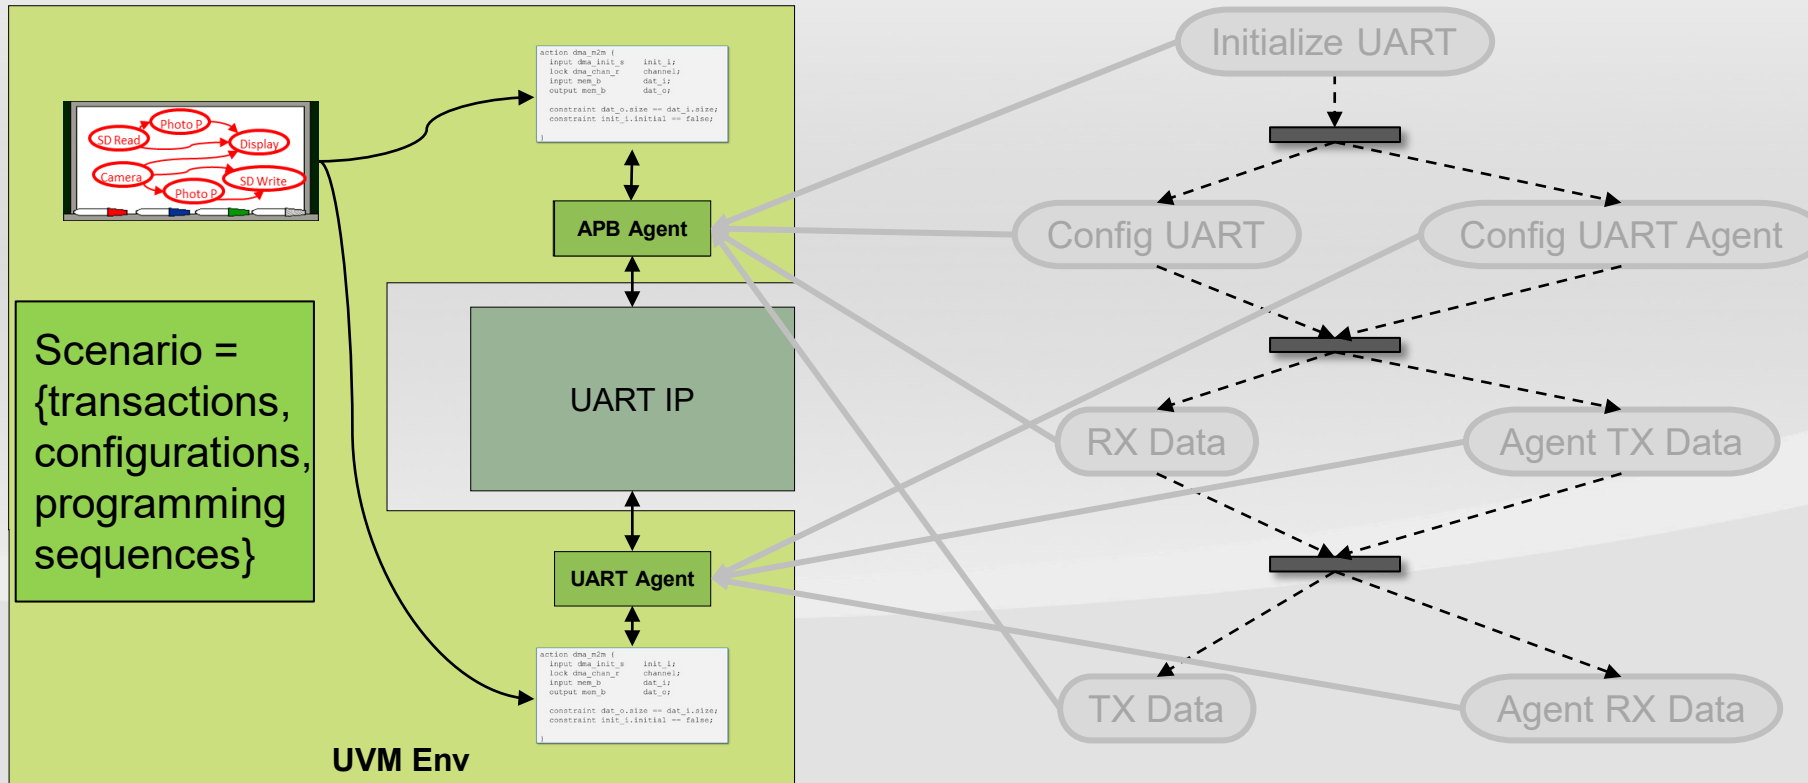 action dma_m2m {
input dma_init_s init_i;
lock dma_chan_r channel;
input mem_b dat_i;
output mem_b dat_o;
constraint dat_o.size == dat_i.size;
constraint init_i.initial == false;
}
Photo P
SD Read
Display
Camera
SD Write
Photo P
APB Agent
Scenario =
{transactions,
configurations,
programming
sequences}
UART IP
UART Agent
action dma_m2m {
input dma_init_s init_i;
lock dma_chan_r channel;
input mem_b dat_i;
output mem_b dat_o;
constraint dat_o.size == dat_i.size;
constraint init_i.initial == false;
}
UVM Env
Initialize UART
Config UART
Config UART Agent
RX Data
Agent TX Data
TX Data
Agent RX Data